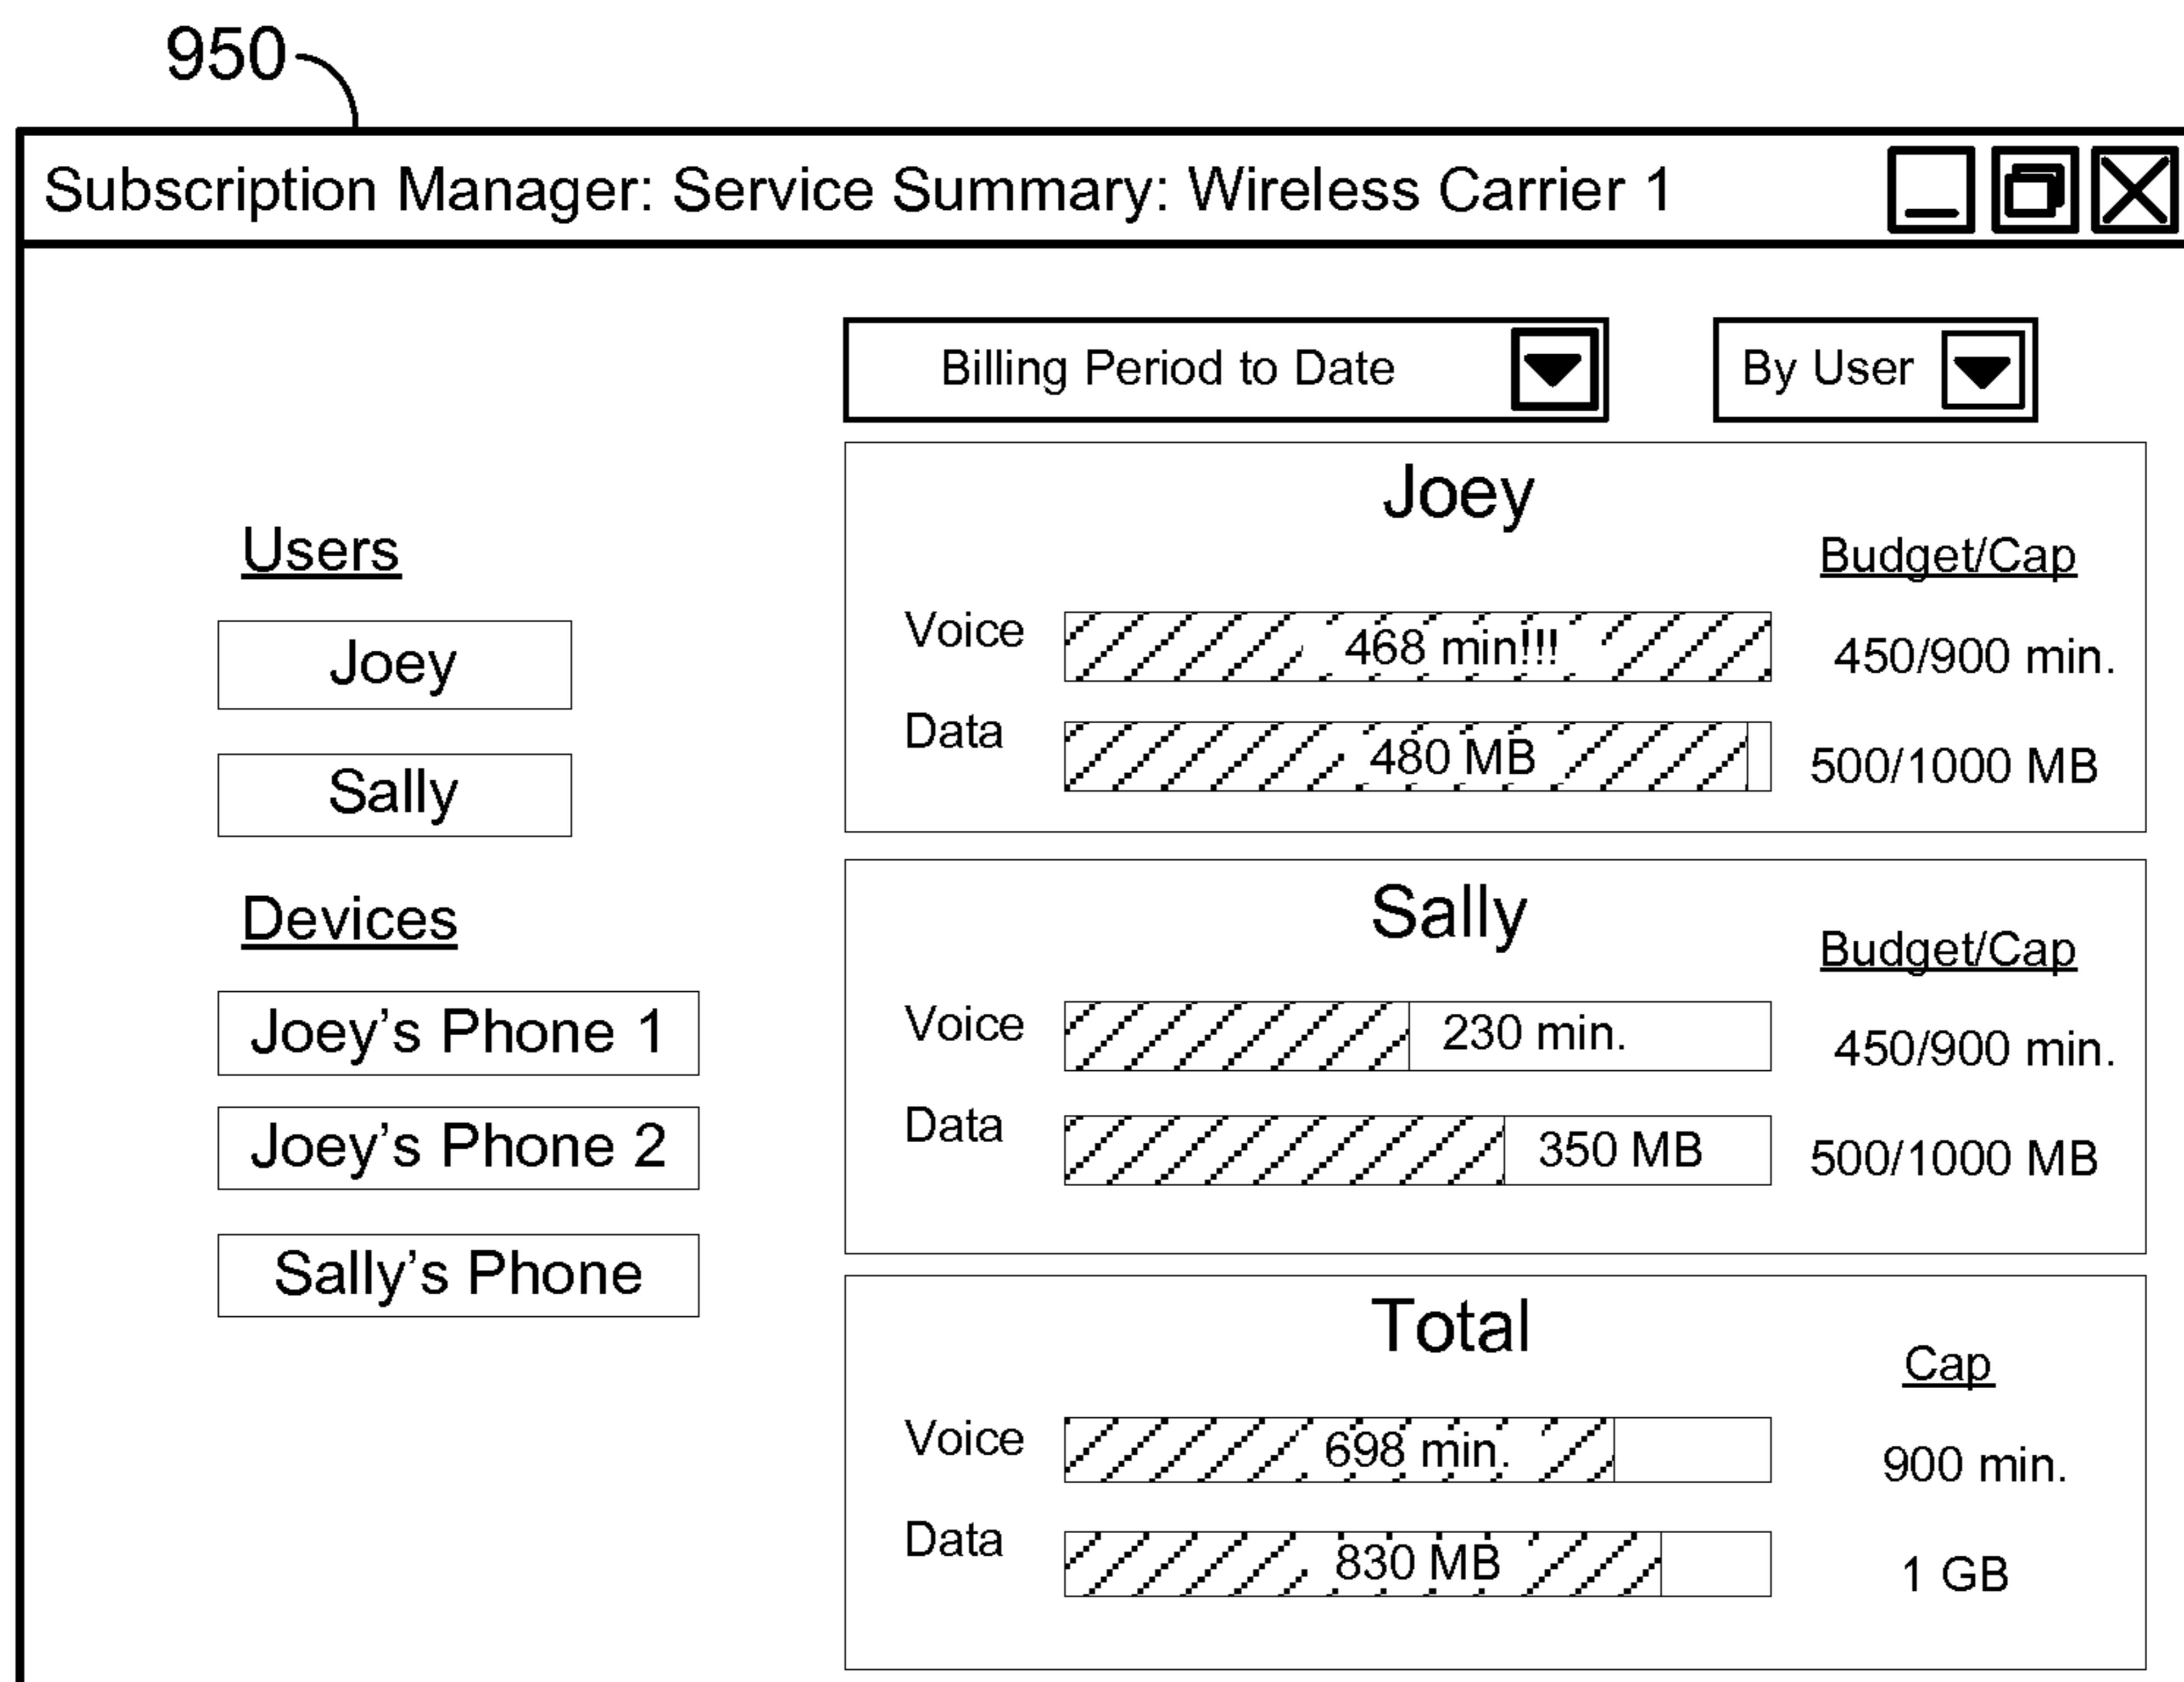 950
Subscription Manager: Service Summary: Wireless Carrier 1
Billing Period to Date
By User
Users
Joey
Sally
Devices
Joey’s Phone 1
Joey’s Phone 2
Sally’s Phone
Joey
Budget/Cap
Voice 468 min!!! 450/900 min.
Data 480 MB 500/1000 MB
Sally
Budget/Cap
Voice 230 min. 450/900 min.
Data 350 MB 500/1000 MB
Total
Cap
Voice 698 min. 900 min.
Data 830 MB 1 GB